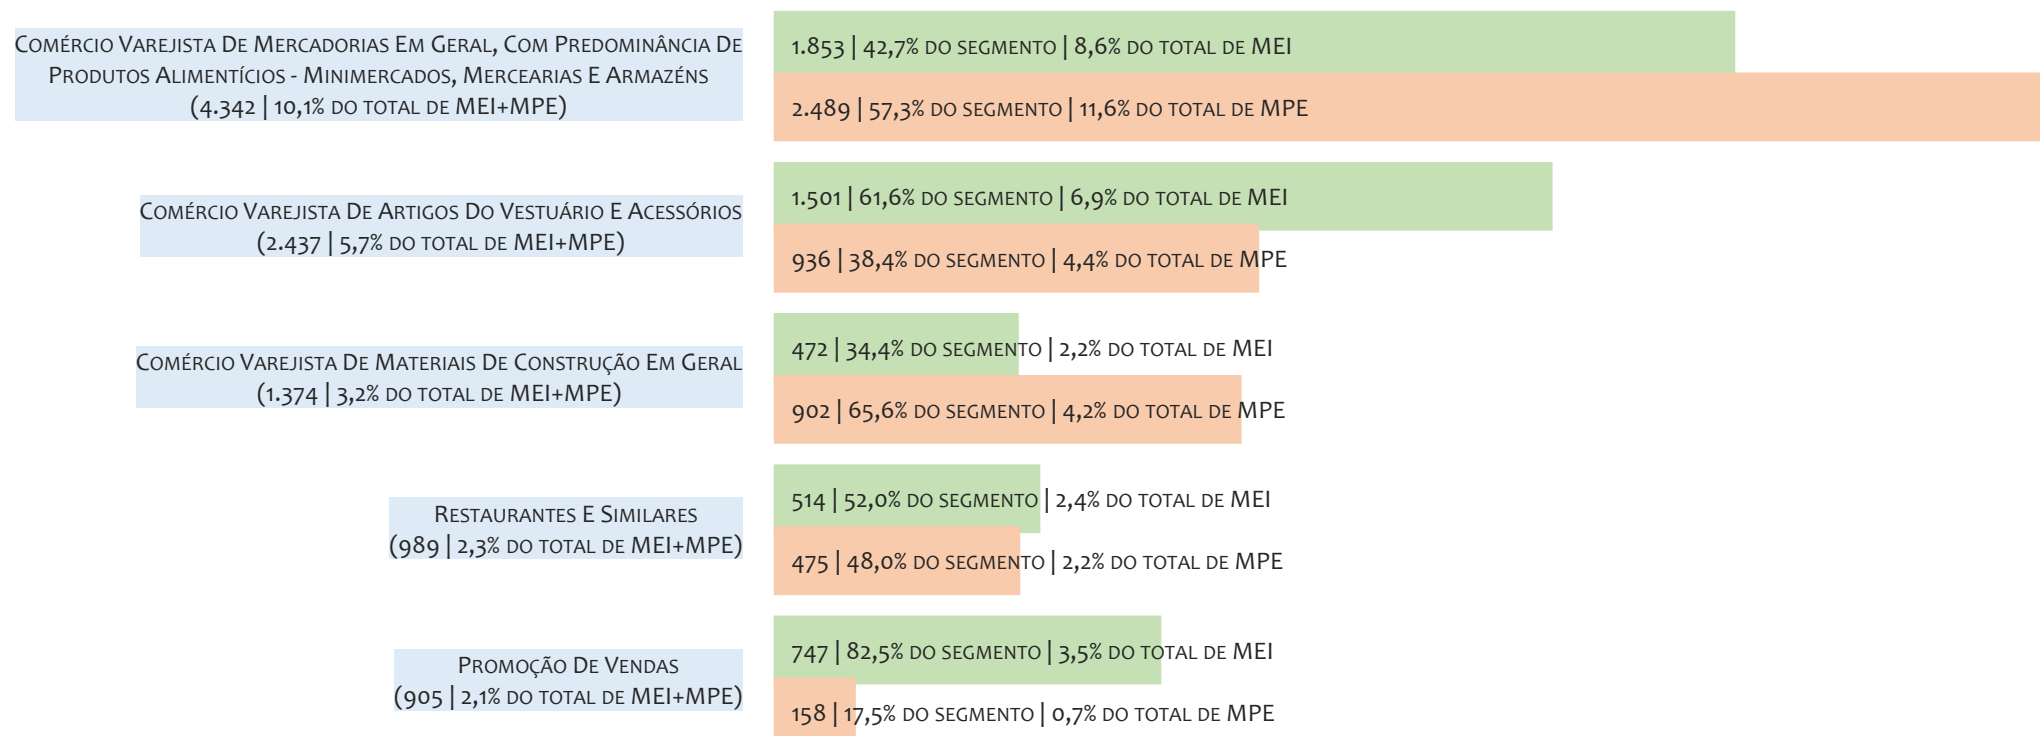 Comércio Varejista De Mercadorias Em Geral, Com Predominância De
Produtos Alimentícios - Minimercados, Mercearias E Armazéns
(4.342 | 10,1% do total de MEI+MPE)
1.853 | 42,7% do segmento | 8,6% do total de MEI
2.489 | 57,3% do segmento | 11,6% do total de MPE
Comércio Varejista De Artigos Do Vestuário E Acessórios
(2.437 | 5,7% do total de MEI+MPE)
1.501 | 61,6% do segmento | 6,9% do total de MEI
936 | 38,4% do segmento | 4,4% do total de MPE
Comércio Varejista De Materiais De Construção Em Geral
(1.374 | 3,2% do total de MEI+MPE)
472 | 34,4% do segmento | 2,2% do total de MEI
902 | 65,6% do segmento | 4,2% do total de MPE
Restaurantes E Similares
(989 | 2,3% do total de MEI+MPE)
514 | 52,0% do segmento | 2,4% do total de MEI
475 | 48,0% do segmento | 2,2% do total de MPE
Promoção De Vendas
(905 | 2,1% do total de MEI+MPE)
747 | 82,5% do segmento | 3,5% do total de MEI
158 | 17,5% do segmento | 0,7% do total de MPE